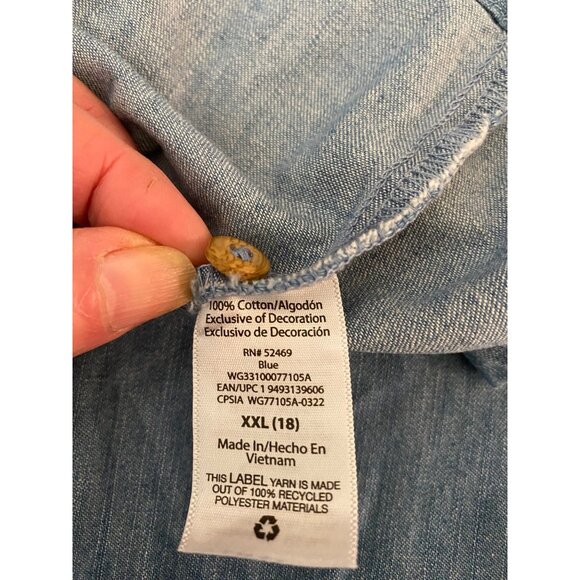 100% Cotton/Algodón
Exclusive of Decoration
Exclusivo de Decoración
RN# 52469
Blue
WG33100077105A
EAN/UPC 1 9493139606
CPSIA WG77105A-0322
XXL (18)
Made In/Hecho En
Vietnam
THIS LABEL YARN IS MADE
OUT OF 100% RECYCLED
POLYESTER MATERIALS